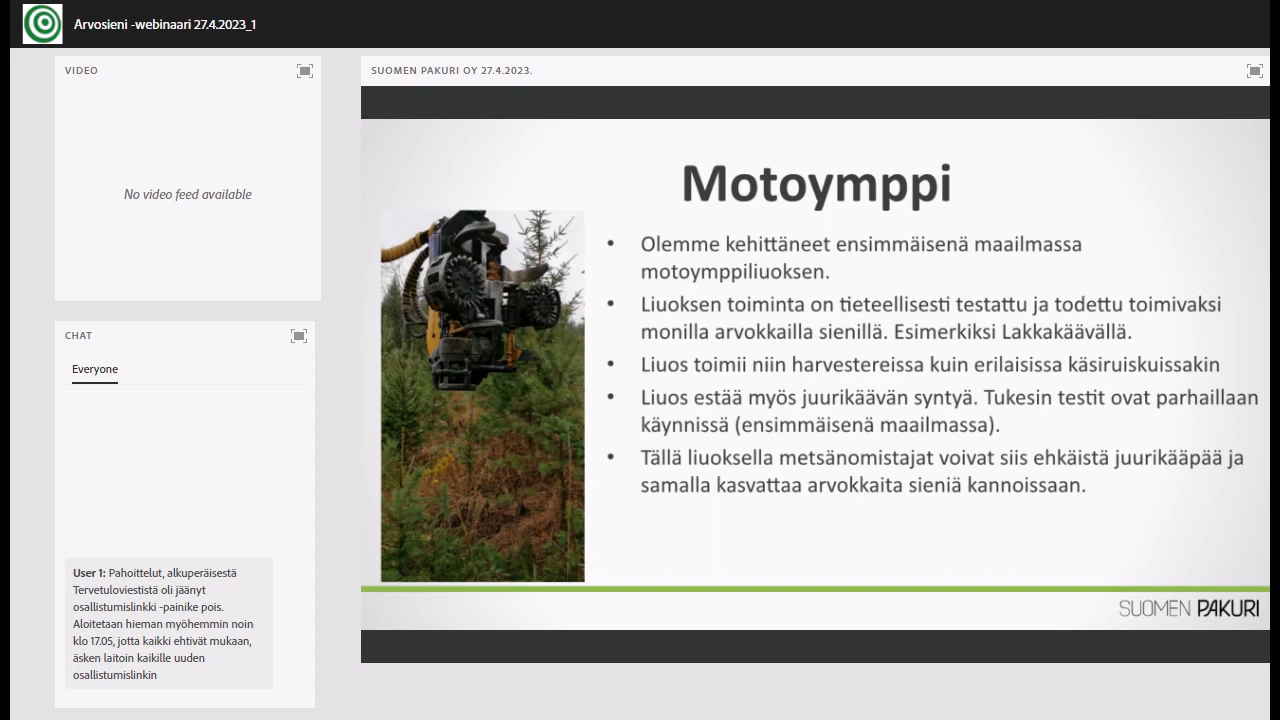 Arvosieni -webinaari 27.4.2023_1
VIDEO
No video feed available
CHAT
Everyone
User 1: Pahoittelut, alkuperäisestä
Tervetuloviestistä oli jäänyt
osallistumislinkki -painike pois.
Aloitetaan hieman myöhemmin noin
klo 17.05, jotta kaikki ehtivät mukaan,
äsken laitoin kaikille uuden
osallistumislinkin
SUOMEN PAKURI OY 27.4.2023.
Motoymppi
• Olemme kehittäneet ensimmäisenä maailmassa
motoymppiliuoksen.
• Liuoksen toiminta on tieteellisesti testattu ja todettu toimivaksi
monilla arvokkailla sienillä. Esimerkiksi Lakkakäävällä.
• Liuos toimii niin harvestereissa kuin erilaisissa käsiruiskuissakin
• Liuos estää myös juurikäävän syntyä. Tukesin testit ovat parhaillaan
käynnissä (ensimmäisenä maailmassa).
• Tällä liuoksella metsänomistajat voivat siis ehkäistä juurikääpää ja
samalla kasvattaa arvokkaita sieniä kannoissaan.
SUOMEN PAKURI